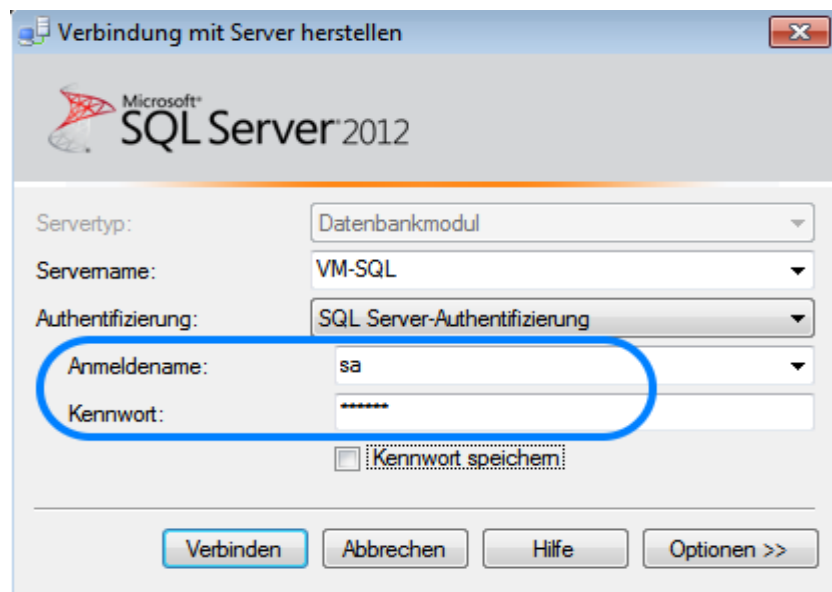 Verbindung mit Server herstellen
Microsoft®
SQL Server 2012
Servertyp: Datenbankmodul
Servername: VM-SQL
Authentifizierung: SQL Server-Authentifizierung
Anmeldename: sa
Kennwort: ******
Kennwort speichern
Verbinden Abbrechen Hilfe Optionen >>